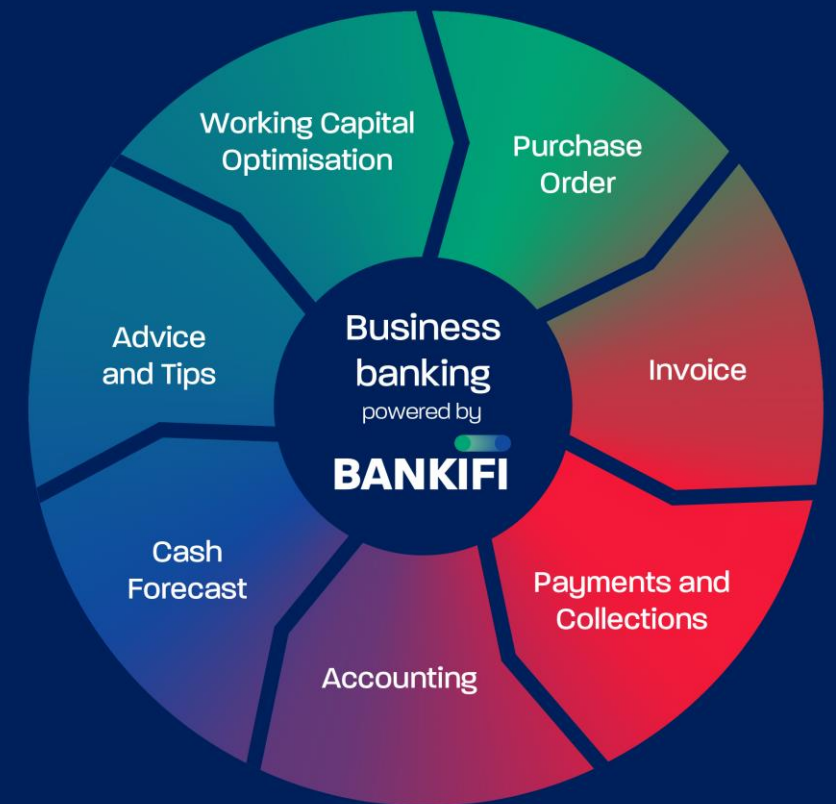 Working Capital
Optimisation
Purchase
Order
Invoice
Payments and
Collections
Accounting
Cash
Forecast
Advice
and Tips
Business
banking
powered by
BANKIFI